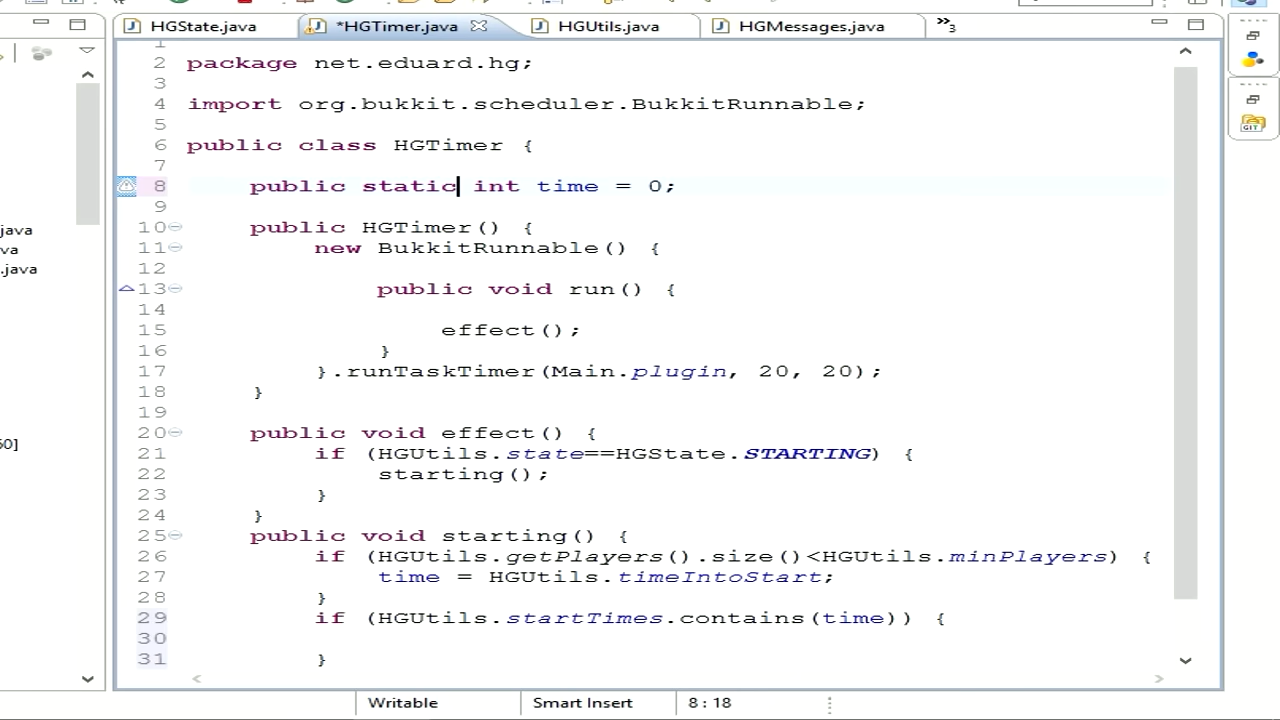 HGState.java *HGTimer.java HGUtils.java HGMessages.java »3
1
2 package net.eduard.hg;
3
4 import org.bukkit.scheduler.BukkitRunnable;
5
6 public class HGTimer {
7
8 public static int time = 0;
9
10 public HGTimer() {
11 new BukkitRunnable() {
12
13 public void run() {
14
15 effect();
16 }
17 }.runTaskTimer(Main.plugin, 20, 20);
18 }
19
20 public void effect() {
21 if (HGUtils.state==HGState.STARTING) {
22 starting();
23 }
24 }
25 public void starting() {
26 if (HGUtils.getPlayers().size()<HGUtils.minPlayers) {
27 time = HGUtils.timeIntoStart;
28 }
29 if (HGUtils.startTimes.contains(time)) {
30
31 }
java
va
.java
60]
GIT
Writable Smart Insert 8 : 18